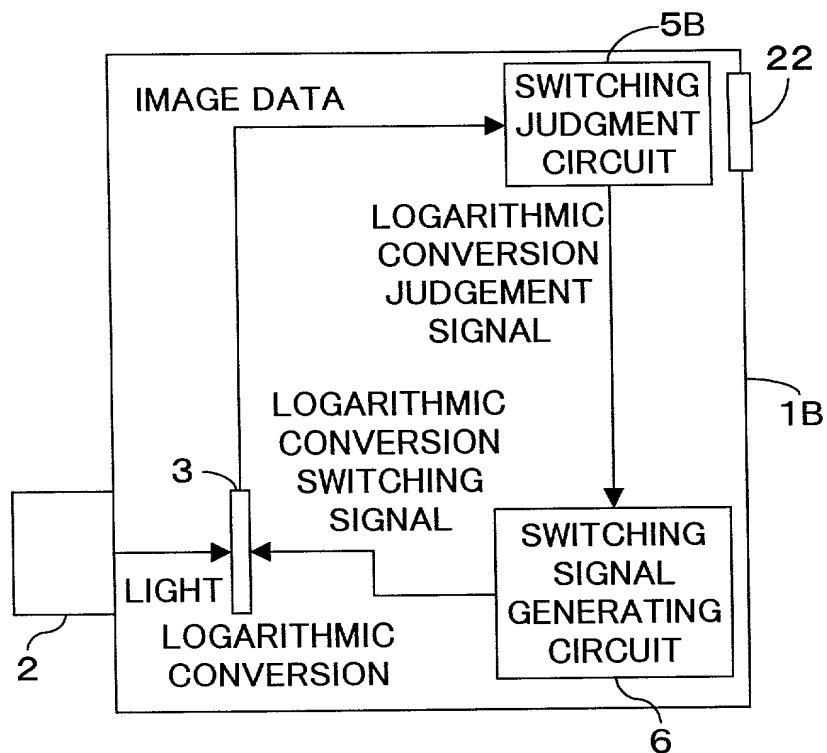 5B
22
IMAGE DATA
SWITCHING
JUDGMENT
CIRCUIT
LOGARITHMIC
CONVERSION
JUDGEMENT
SIGNAL
1B
LOGARITHMIC
CONVERSION
SWITCHING
SIGNAL
3
SWITCHING
SIGNAL
GENERATING
CIRCUIT
LIGHT
LOGARITHMIC
CONVERSION
2
6